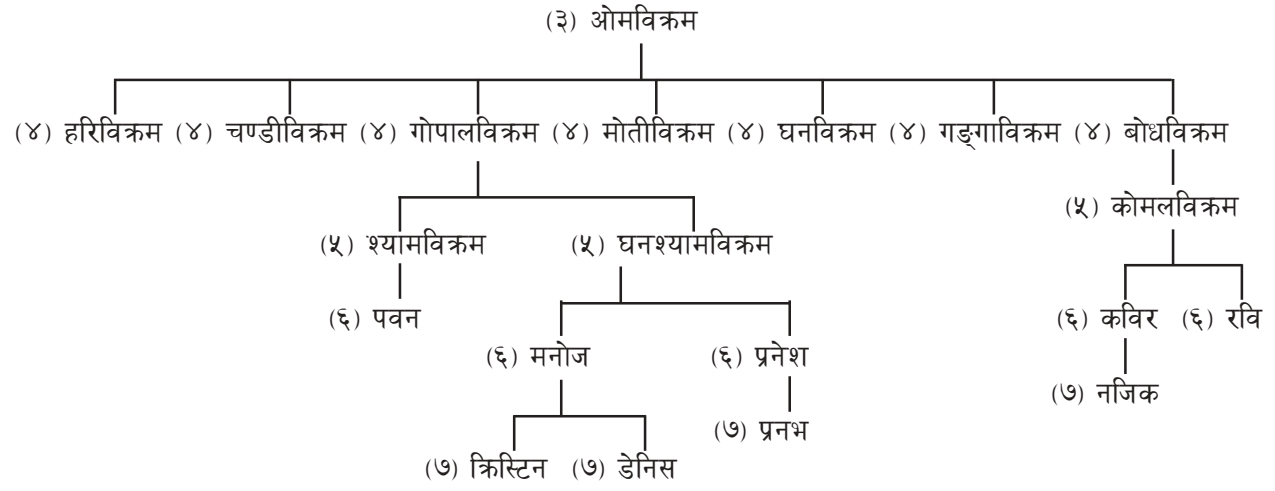 (३) ओमविक्रम
(४) हरिविक्रम (४) चण्डीविक्रम (४) गोपालविक्रम (४) मोतीविक्रम (४) घनविक्रम (४) गङ्गाविक्रम (४) बोधविक्रम
(५) कोमलविक्रम
(५) श्यामविक्रम (५) घनश्यामविक्रम
(६) पवन (६) कविर (६) रवि
(६) मनोज (६) प्रनेश
(७) नजिक
(७) प्रनभ
(७) क्रिस्टिन (७) डेनिस